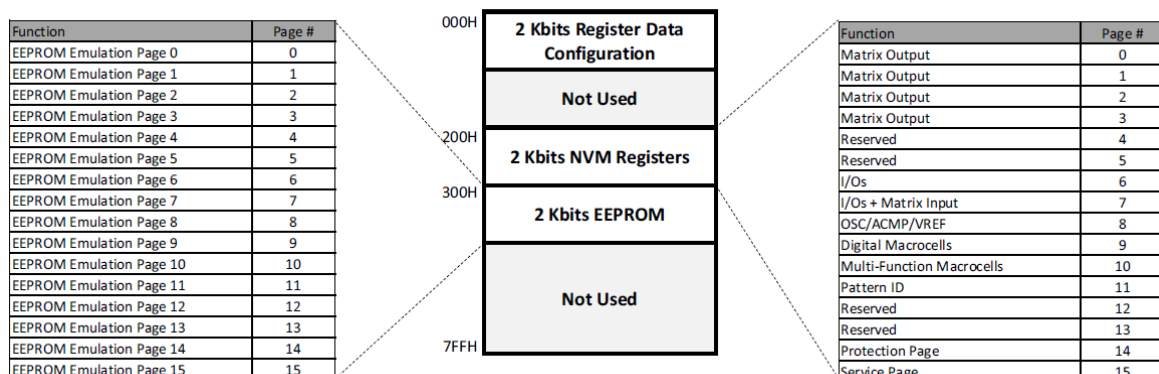 Function Page #
EEPROM Emulation Page 0 0
EEPROM Emulation Page 1 1
EEPROM Emulation Page 2 2
EEPROM Emulation Page 3 3
EEPROM Emulation Page 4 4
EEPROM Emulation Page 5 5
EEPROM Emulation Page 6 6
EEPROM Emulation Page 7 7
EEPROM Emulation Page 8 8
EEPROM Emulation Page 9 9
EEPROM Emulation Page 10 10
EEPROM Emulation Page 11 11
EEPROM Emulation Page 12 12
EEPROM Emulation Page 13 13
EEPROM Emulation Page 14 14
EEPROM Emulation Page 15 15
000H
2 Kbits Register Data
Configuration
Not Used
200H
2 Kbits NVM Registers
300H
2 Kbits EEPROM
Not Used
7FFH
Function Page #
Matrix Output 0
Matrix Output 1
Matrix Output 2
Matrix Output 3
Reserved 4
Reserved 5
I/Os 6
I/Os + Matrix Input 7
OSC/ACMP/VREF 8
Digital Macrocells 9
Multi-Function Macrocells 10
Pattern ID 11
Reserved 12
Reserved 13
Protection Page 14
Service Page 15